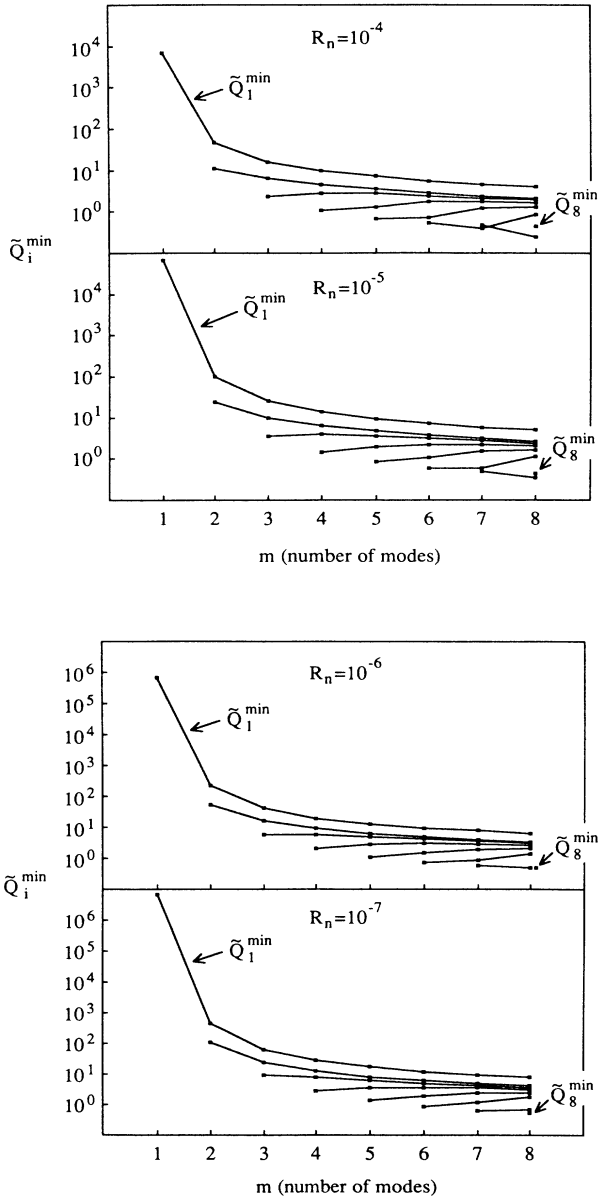 R_n=10^-4
10^4
10^3
10^2
10^1
10^0
Q̃_1^min
Q̃_8^min
Q̃_i^min
R_n=10^-5
10^4
10^3
10^2
10^1
10^0
Q̃_1^min
Q̃_8^min
1 2 3 4 5 6 7 8
m (number of modes)
R_n=10^-6
10^6
10^5
10^4
10^3
10^2
10^1
10^0
Q̃_1^min
Q̃_8^min
Q̃_i^min
R_n=10^-7
10^6
10^5
10^4
10^3
10^2
10^1
10^0
Q̃_1^min
Q̃_8^min
1 2 3 4 5 6 7 8
m (number of modes)